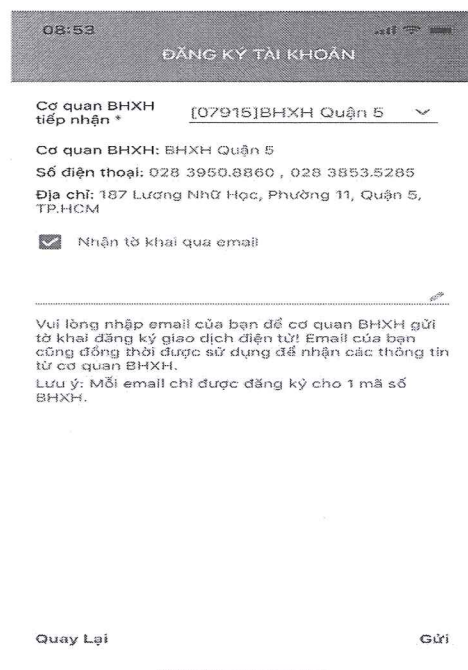 08:53
ĐĂNG KÝ TÀI KHOẢN
Cơ quan BHXH
tiếp nhận *
[07915]BHXH Quận 5
Cơ quan BHXH: BHXH Quận 5
Số điện thoại: 028 3950.8860 , 028 3853.5285
Địa chỉ: 187 Lương Nhữ Học, Phường 11, Quận 5,
TP.HCM
Nhận tờ khai qua email
Vui lòng nhập email của bạn để cơ quan BHXH gửi
tờ khai đăng ký giao dịch điện tử! Email của bạn
cũng đồng thời được sử dụng để nhận các thông tin
từ cơ quan BHXH.
Lưu ý: Mỗi email chỉ được đăng ký cho 1 mã số
BHXH.
Quay Lại
Gửi